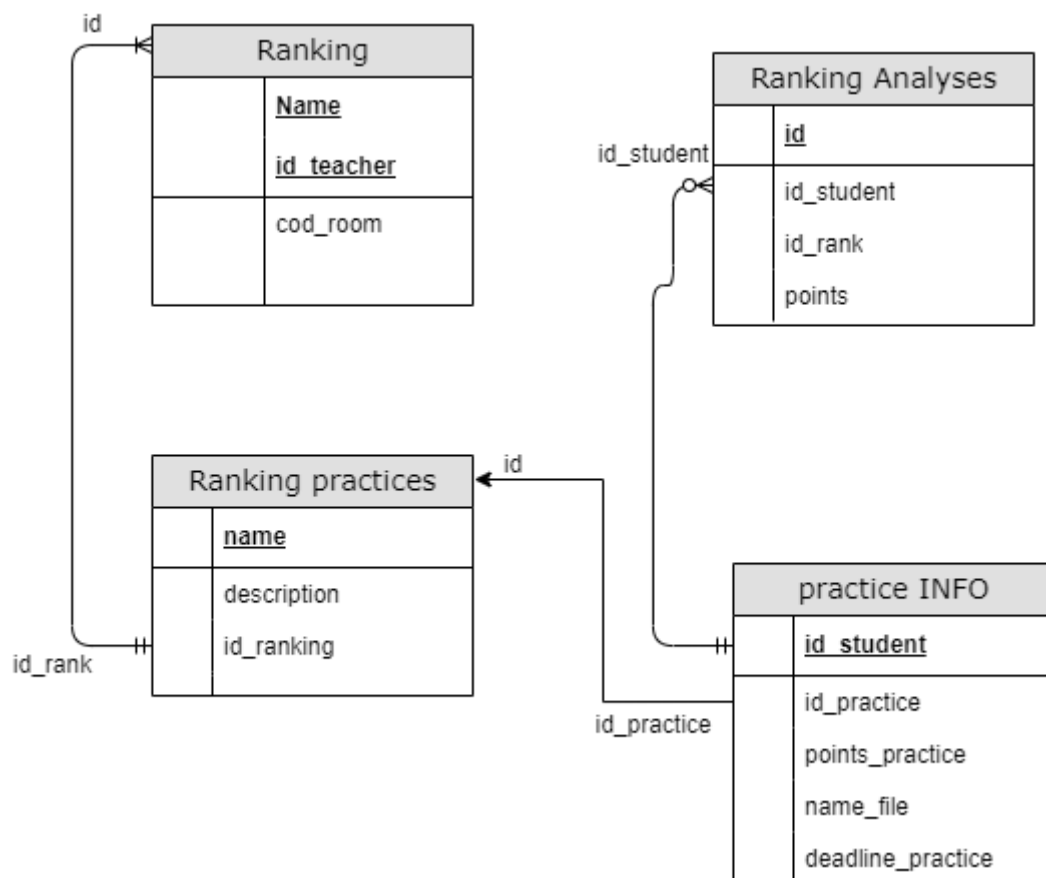 id
Ranking
Name
id_teacher
cod_room
Ranking Analyses
id
id_student
id_student
id_rank
points
Ranking practices
name
description
id_ranking
id_rank
id
id_practice
practice INFO
id_student
id_practice
points_practice
name_file
deadline_practice